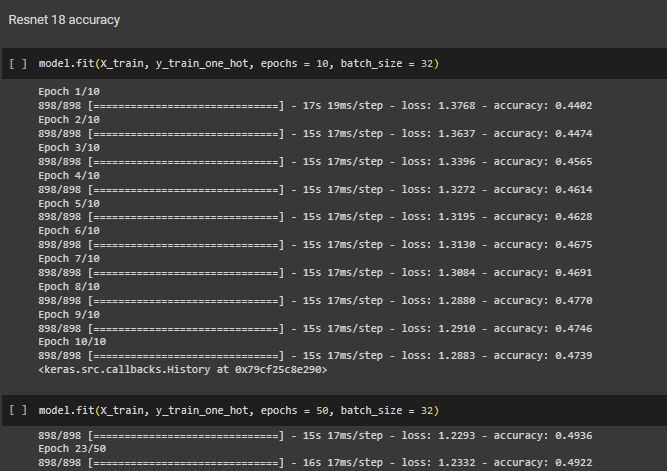 Resnet 18 accuracy
[ ] model.fit(X_train, y_train_one_hot, epochs = 10, batch_size = 32)
Epoch 1/10
898/898 [==============================] - 17s 19ms/step - loss: 1.3768 - accuracy: 0.4402
Epoch 2/10
898/898 [==============================] - 15s 17ms/step - loss: 1.3637 - accuracy: 0.4474
Epoch 3/10
898/898 [==============================] - 15s 17ms/step - loss: 1.3396 - accuracy: 0.4565
Epoch 4/10
898/898 [==============================] - 15s 17ms/step - loss: 1.3272 - accuracy: 0.4614
Epoch 5/10
898/898 [==============================] - 15s 17ms/step - loss: 1.3195 - accuracy: 0.4628
Epoch 6/10
898/898 [==============================] - 15s 17ms/step - loss: 1.3130 - accuracy: 0.4675
Epoch 7/10
898/898 [==============================] - 15s 17ms/step - loss: 1.3084 - accuracy: 0.4691
Epoch 8/10
898/898 [==============================] - 15s 17ms/step - loss: 1.2880 - accuracy: 0.4770
Epoch 9/10
898/898 [==============================] - 15s 17ms/step - loss: 1.2910 - accuracy: 0.4746
Epoch 10/10
898/898 [==============================] - 15s 17ms/step - loss: 1.2883 - accuracy: 0.4739
<keras.src.callbacks.History at 0x79cf25c8e290>
[ ] model.fit(X_train, y_train_one_hot, epochs = 50, batch_size = 32)
898/898 [==============================] - 15s 17ms/step - loss: 1.2293 - accuracy: 0.4936
Epoch 23/50
898/898 [==============================] - 16s 17ms/step - loss: 1.2332 - accuracy: 0.4922